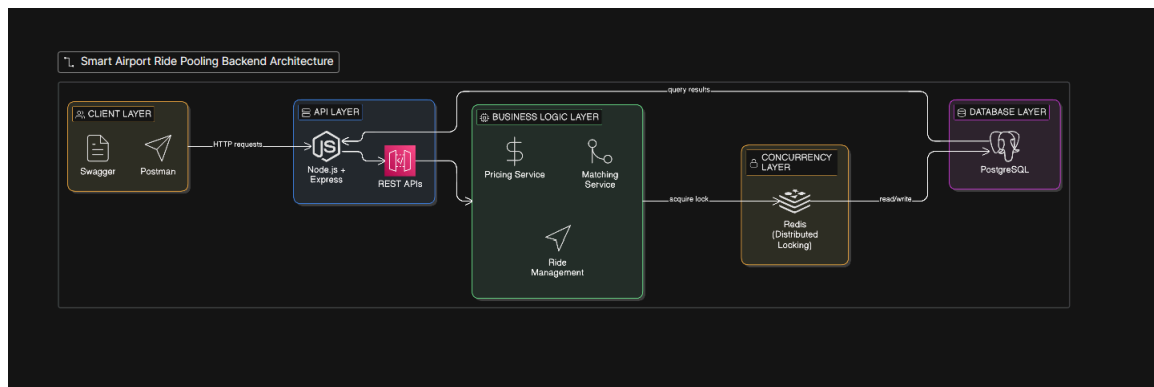 Smart Airport Ride Pooling Backend Architecture
query results
CLIENT LAYER
Swagger
Postman
HTTP requests
API LAYER
JS
Node.js +
Express
REST APIs
BUSINESS LOGIC LAYER
Pricing Service
Matching
Service
Ride
Management
acquire lock
CONCURRENCY
LAYER
Redis
(Distributed
Locking)
read/write
DATABASE LAYER
PostgreSQL